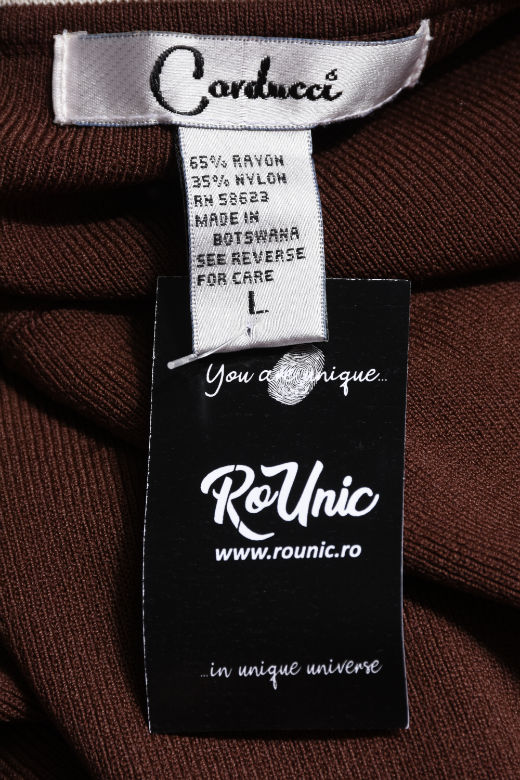 Carducci
65% RAYON
35% NYLON
RN 58623
MADE IN
BOTSWANA
SEE REVERSE
FOR CARE
L
You are unique...
RoUnic
www.rounic.ro
...in unique universe